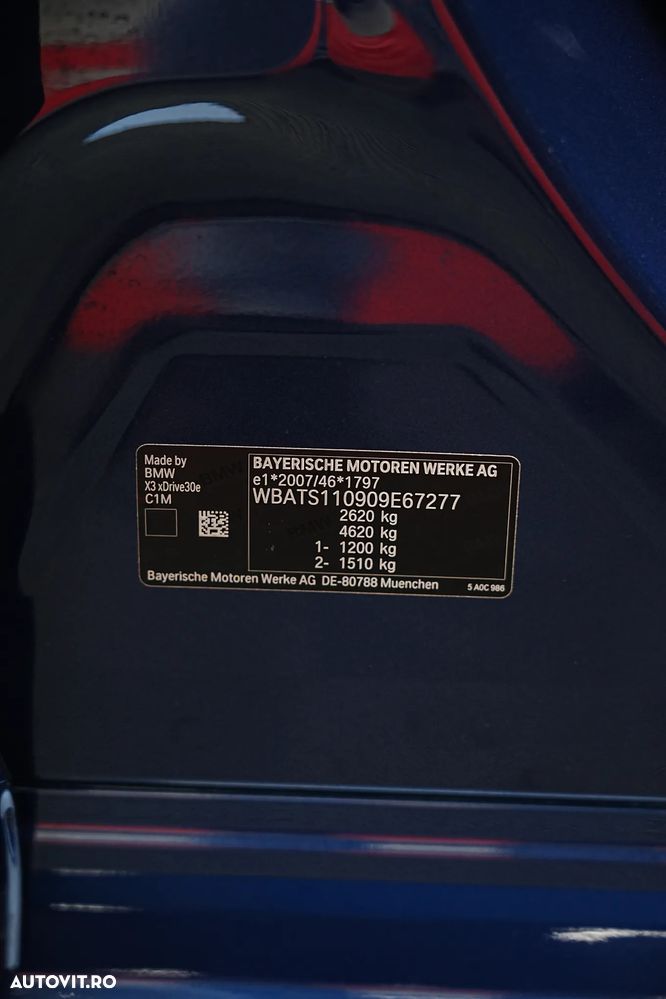 Made by
BMW
X3 xDrive30e
C1M
BAYERISCHE MOTOREN WERKE AG
e1*2007/46*1797
WBATS110909E67277
2620 kg
4620 kg
1- 1200 kg
2- 1510 kg
Bayerische Motoren Werke AG DE-80788 Muenchen
5 A0C 986
AUTOVIT.RO